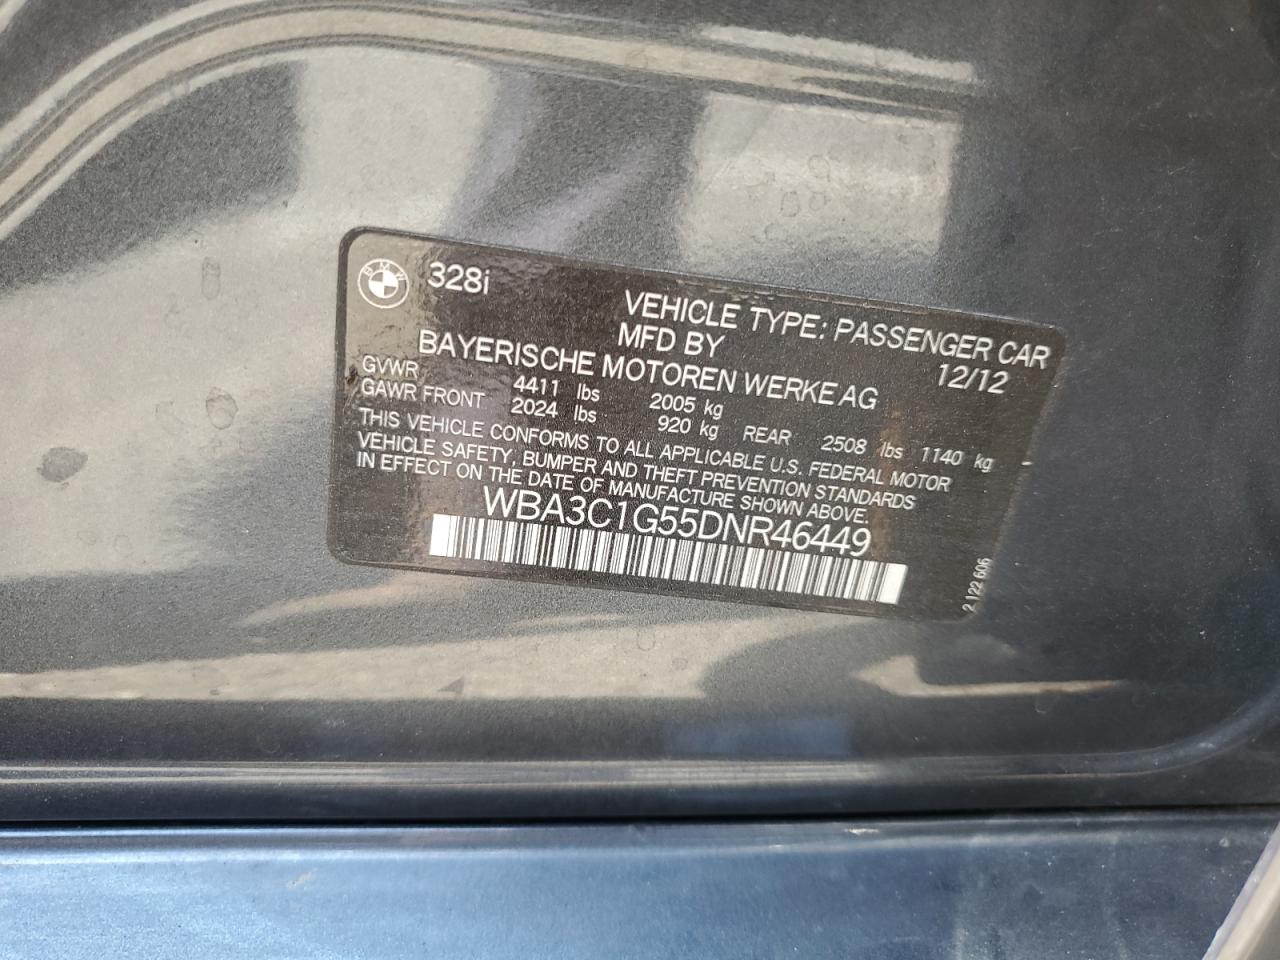 BMW
328i
VEHICLE TYPE: PASSENGER CAR
MFD BY 12/12
BAYERISCHE MOTOREN WERKE AG
GVWR 4411 lbs 2005 kg
GAWR FRONT 2024 lbs 920 kg REAR 2508 lbs 1140 kg
THIS VEHICLE CONFORMS TO ALL APPLICABLE U.S. FEDERAL MOTOR
VEHICLE SAFETY, BUMPER AND THEFT PREVENTION STANDARDS
IN EFFECT ON THE DATE OF MANUFACTURE SHOWN ABOVE.
WBA3C1G55DNR46449
2 122 606